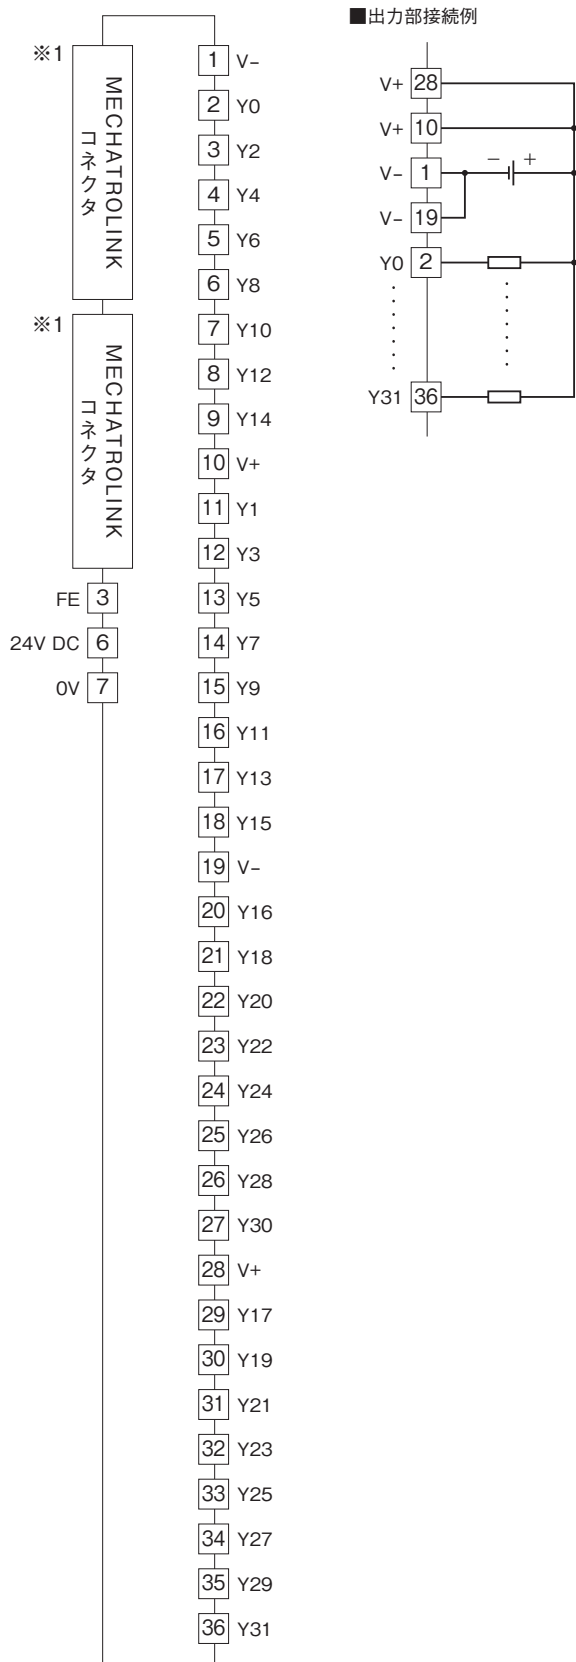 ※1
MECHATROLINK
コネクタ
※1
MECHATROLINK
コネクタ
FE 3
24V DC 6
0V 7
1 V−
2 Y0
3 Y2
4 Y4
5 Y6
6 Y8
7 Y10
8 Y12
9 Y14
10 V+
11 Y1
12 Y3
13 Y5
14 Y7
15 Y9
16 Y11
17 Y13
18 Y15
19 V−
20 Y16
21 Y18
22 Y20
23 Y22
24 Y24
25 Y26
26 Y28
27 Y30
28 V+
29 Y17
30 Y19
31 Y21
32 Y23
33 Y25
34 Y27
35 Y29
36 Y31
■出力部接続例
V+ 28
V+ 10
V− 1 − +
V− 19
Y0 2
Y31 36